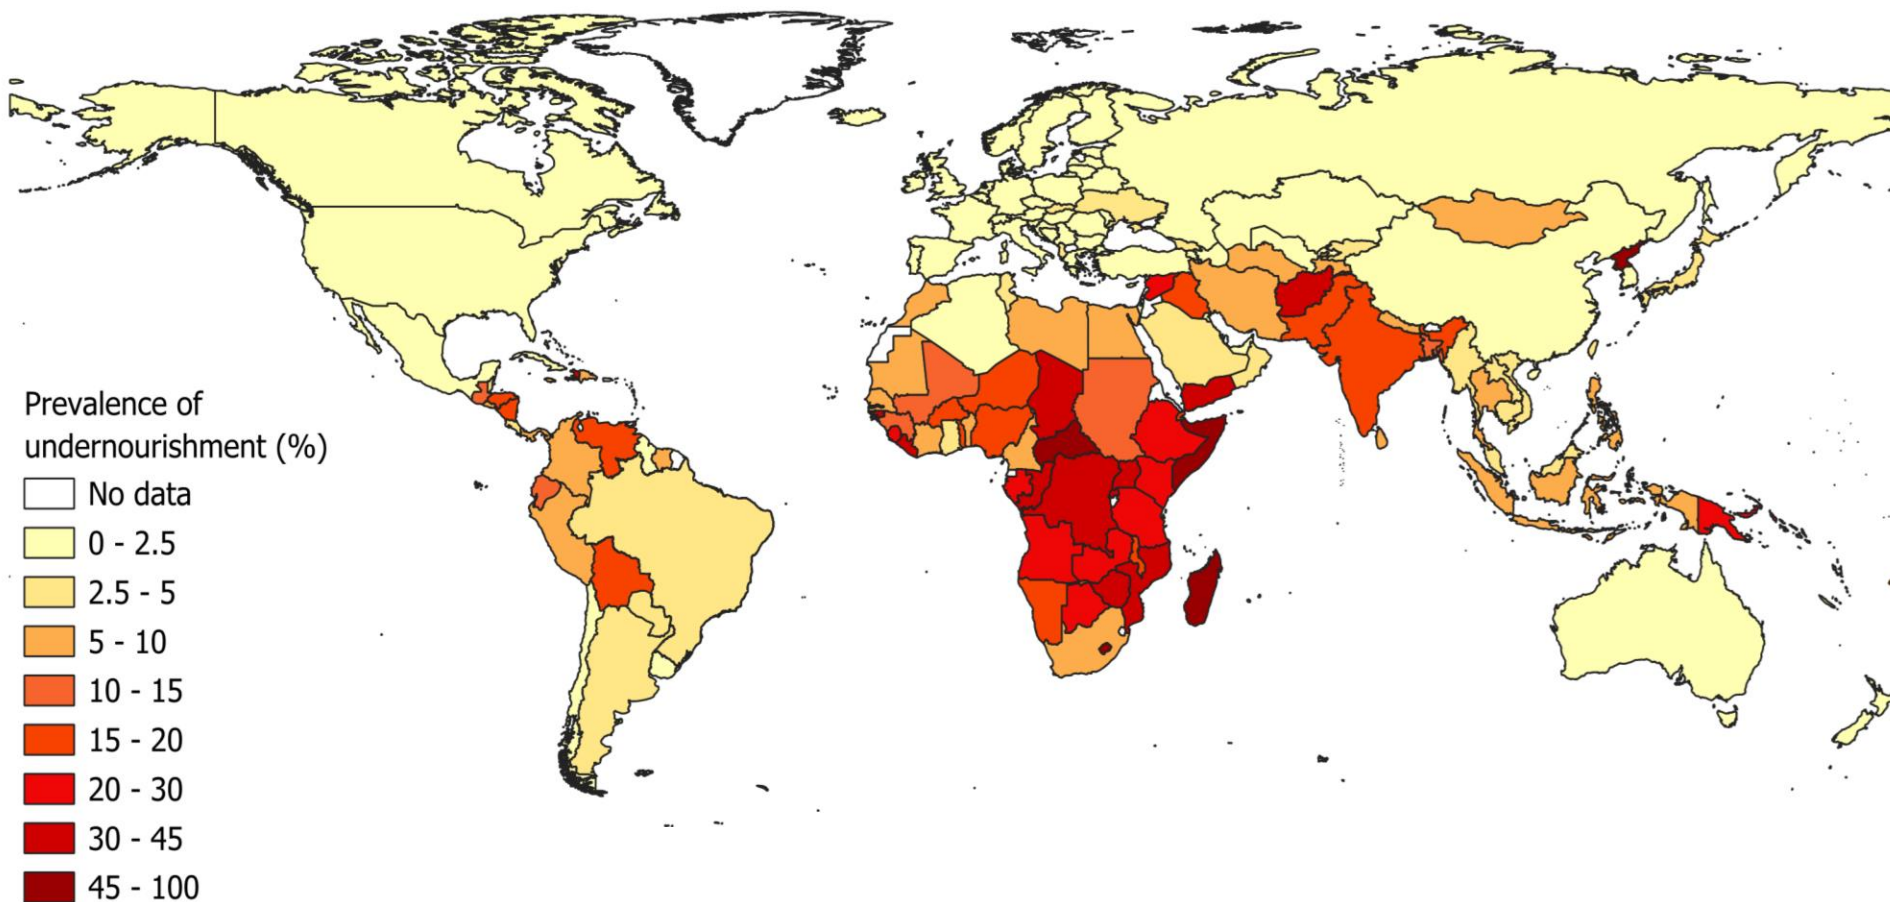 Prevalence of
undernourishment (%)
No data
0 - 2.5
2.5 - 5
5 - 10
10 - 15
15 - 20
20 - 30
30 - 45
45 - 100